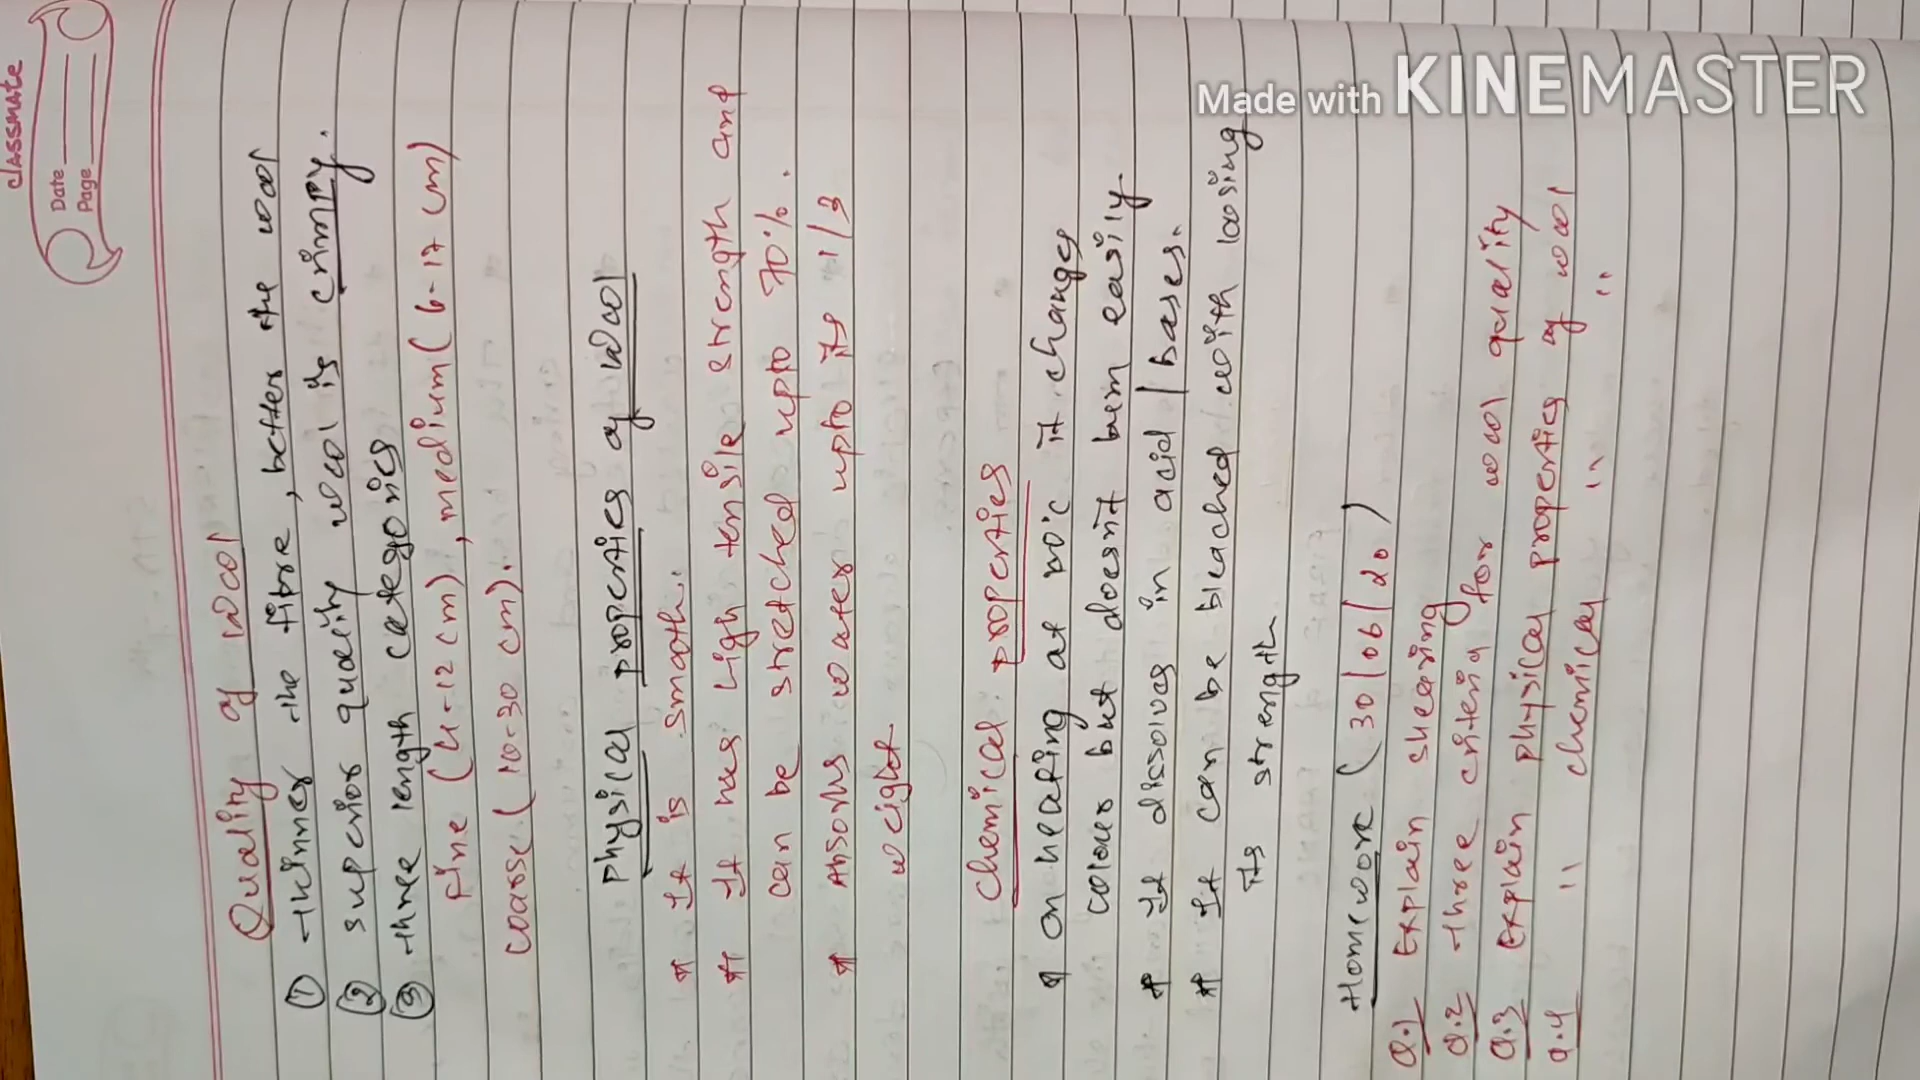 classmate
Date
Page
Quality of wool
① thinner the fibre, better the wool
② superior quality wool is crimpy.
③ three length categories
fine (4-12 cm), medium (6-17 cm)
coarse (10-30 cm).
Physical properties of wool
* It is smooth.
* It has high tensile strength and
can be stretched upto 70%.
* Absorbs water upto its 1/3
weight
Chemical properties
* on heating at 110°C it changes
colour but doesnt burn easily.
* It dissolves in acid / bases.
* It can be bleached with loosing
its strength.
Homework (30/06/20)
Q.1 Explain shearing
Q.2 three criteria for wool quality
Q.3 Explain physical properties of wool
Q.4 " chemical " "
Made with KINEMASTER